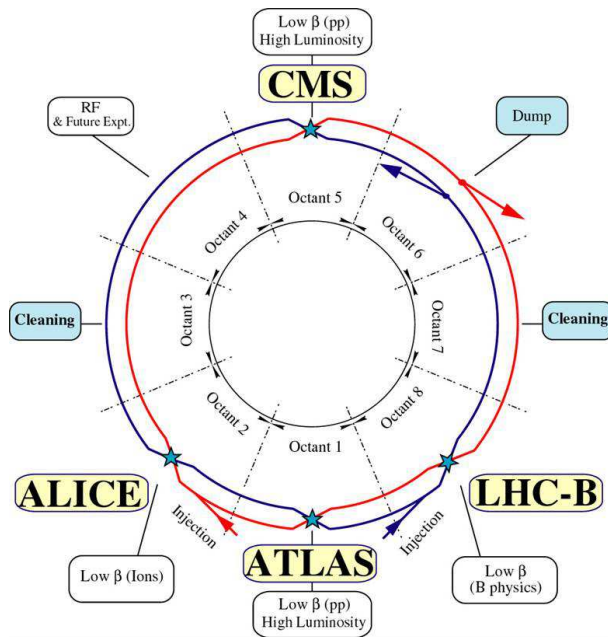 Low β (pp)
High Luminosity
CMS
RF
& Future Expt.
Dump
Octant 5
Octant 4
Octant 6
Cleaning
Octant 3
Octant 7
Cleaning
Octant 2
Octant 8
Octant 1
ALICE
LHC-B
Injection
Injection
ATLAS
Low β (Ions)
Low β
(B physics)
Low β (pp)
High Luminosity